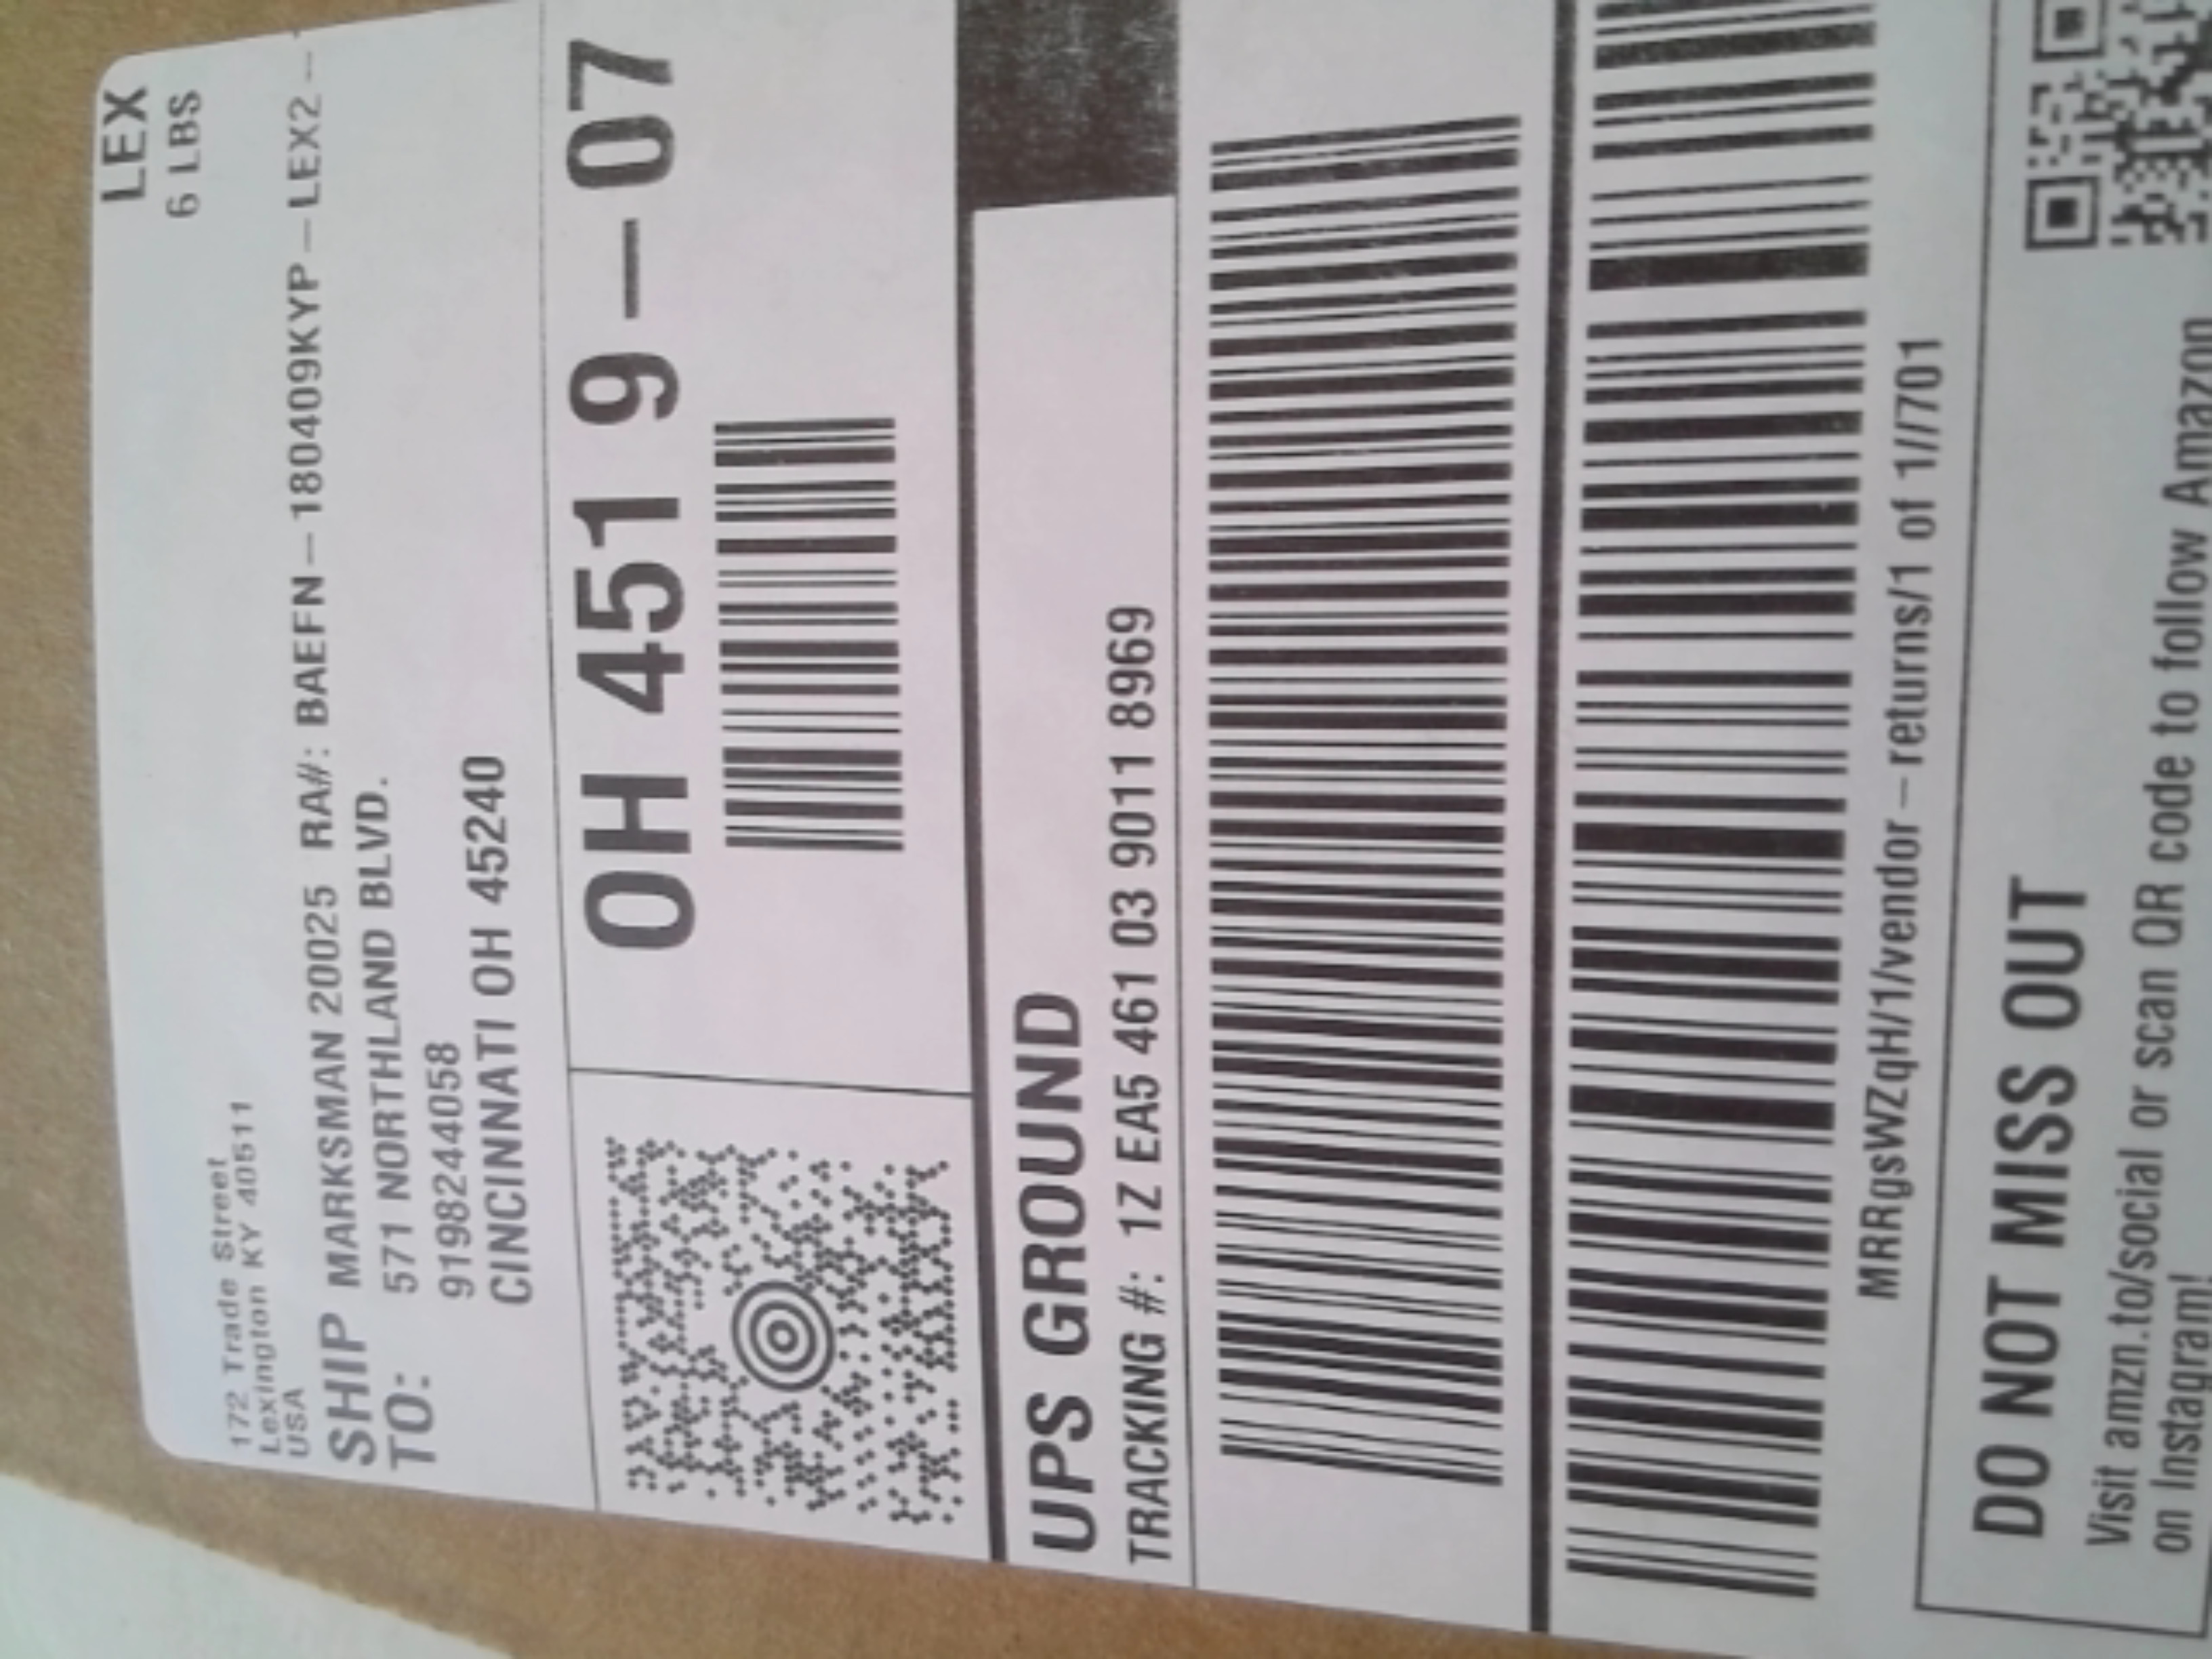 LEX
6 LBS
172 Trade Street
Lexington KY 40511
USA
SHIP TO: MARKSMAN 20025 RA#: BAEFN-180409KYP-LEX2-
571 NORTHLAND BLVD.
9198244058
CINCINNATI OH 45240
OH 451 9-07
UPS GROUND
TRACKING #: 1Z EA5 461 03 9011 8969
MRRgsWZqH/1/vendor-returns/1 of 1//701
DO NOT MISS OUT
Visit amzn.to/social or scan QR code to follow Amazon
on Instagram!